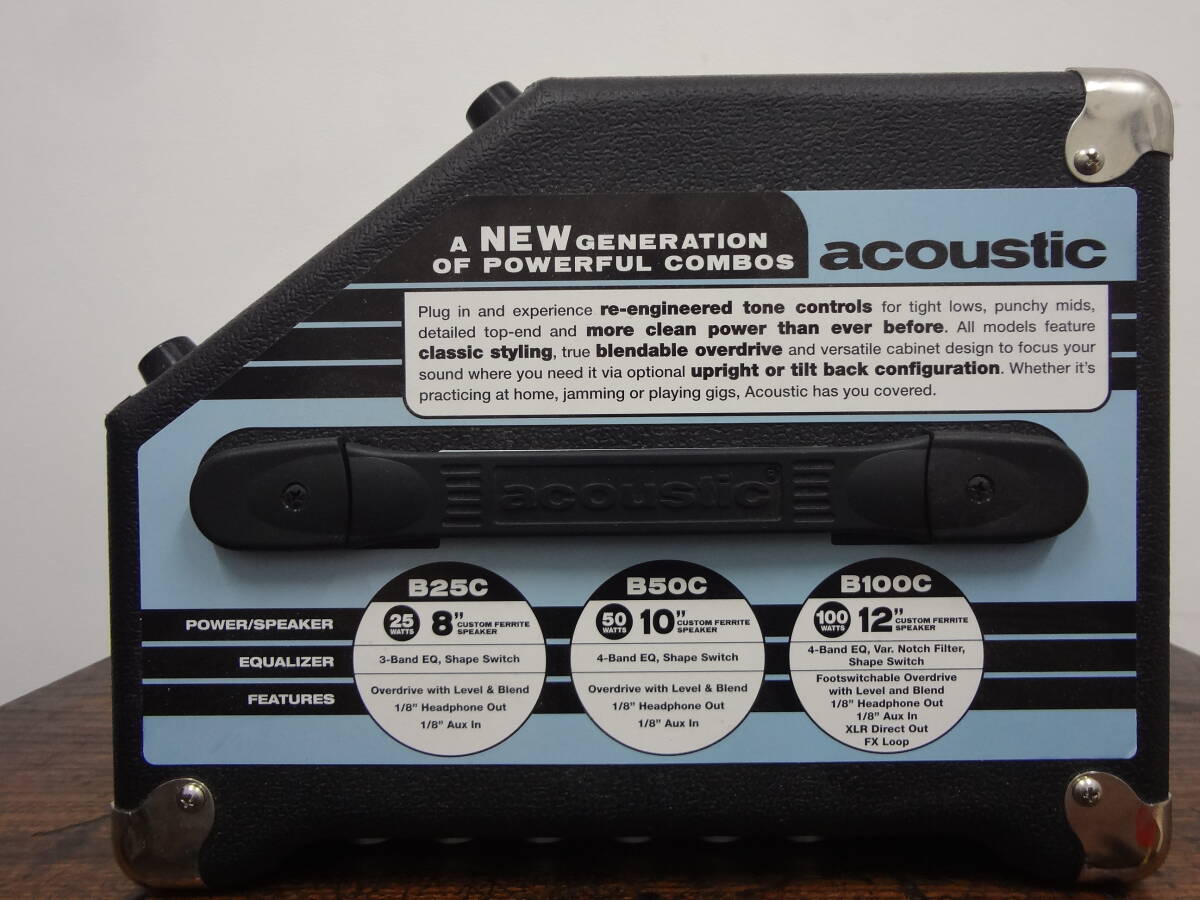 A NEW GENERATION
OF POWERFUL COMBOS
acoustic
Plug in and experience re-engineered tone controls for tight lows, punchy mids,
detailed top-end and more clean power than ever before. All models feature
classic styling, true blendable overdrive and versatile cabinet design to focus your
sound where you need it via optional upright or tilt back configuration. Whether it's
practicing at home, jamming or playing gigs, Acoustic has you covered.
acoustic®
B25C
B50C
B100C
POWER/SPEAKER
25 WATTS 8" CUSTOM FERRITE SPEAKER
50 WATTS 10" CUSTOM FERRITE SPEAKER
100 WATTS 12" CUSTOM FERRITE SPEAKER
EQUALIZER
3-Band EQ, Shape Switch
4-Band EQ, Shape Switch
4-Band EQ, Var. Notch Filter,
Shape Switch
FEATURES
Overdrive with Level & Blend
1/8" Headphone Out
1/8" Aux In
Overdrive with Level & Blend
1/8" Headphone Out
1/8" Aux In
Footswitchable Overdrive
with Level and Blend
1/8" Headphone Out
1/8" Aux In
XLR Direct Out
FX Loop